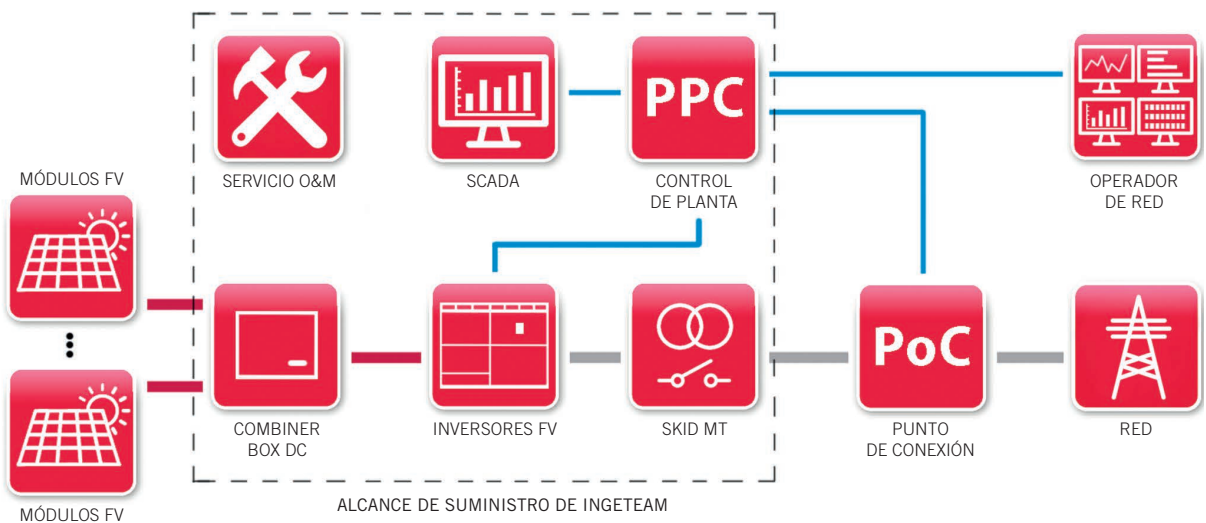 PPC
SERVICIO O&M
SCADA
CONTROL
DE PLANTA
OPERADOR
DE RED
MÓDULOS FV
PoC
COMBINER
BOX DC
INVERSORES FV
SKID MT
PUNTO
DE CONEXIÓN
RED
MÓDULOS FV
ALCANCE DE SUMINISTRO DE INGETEAM